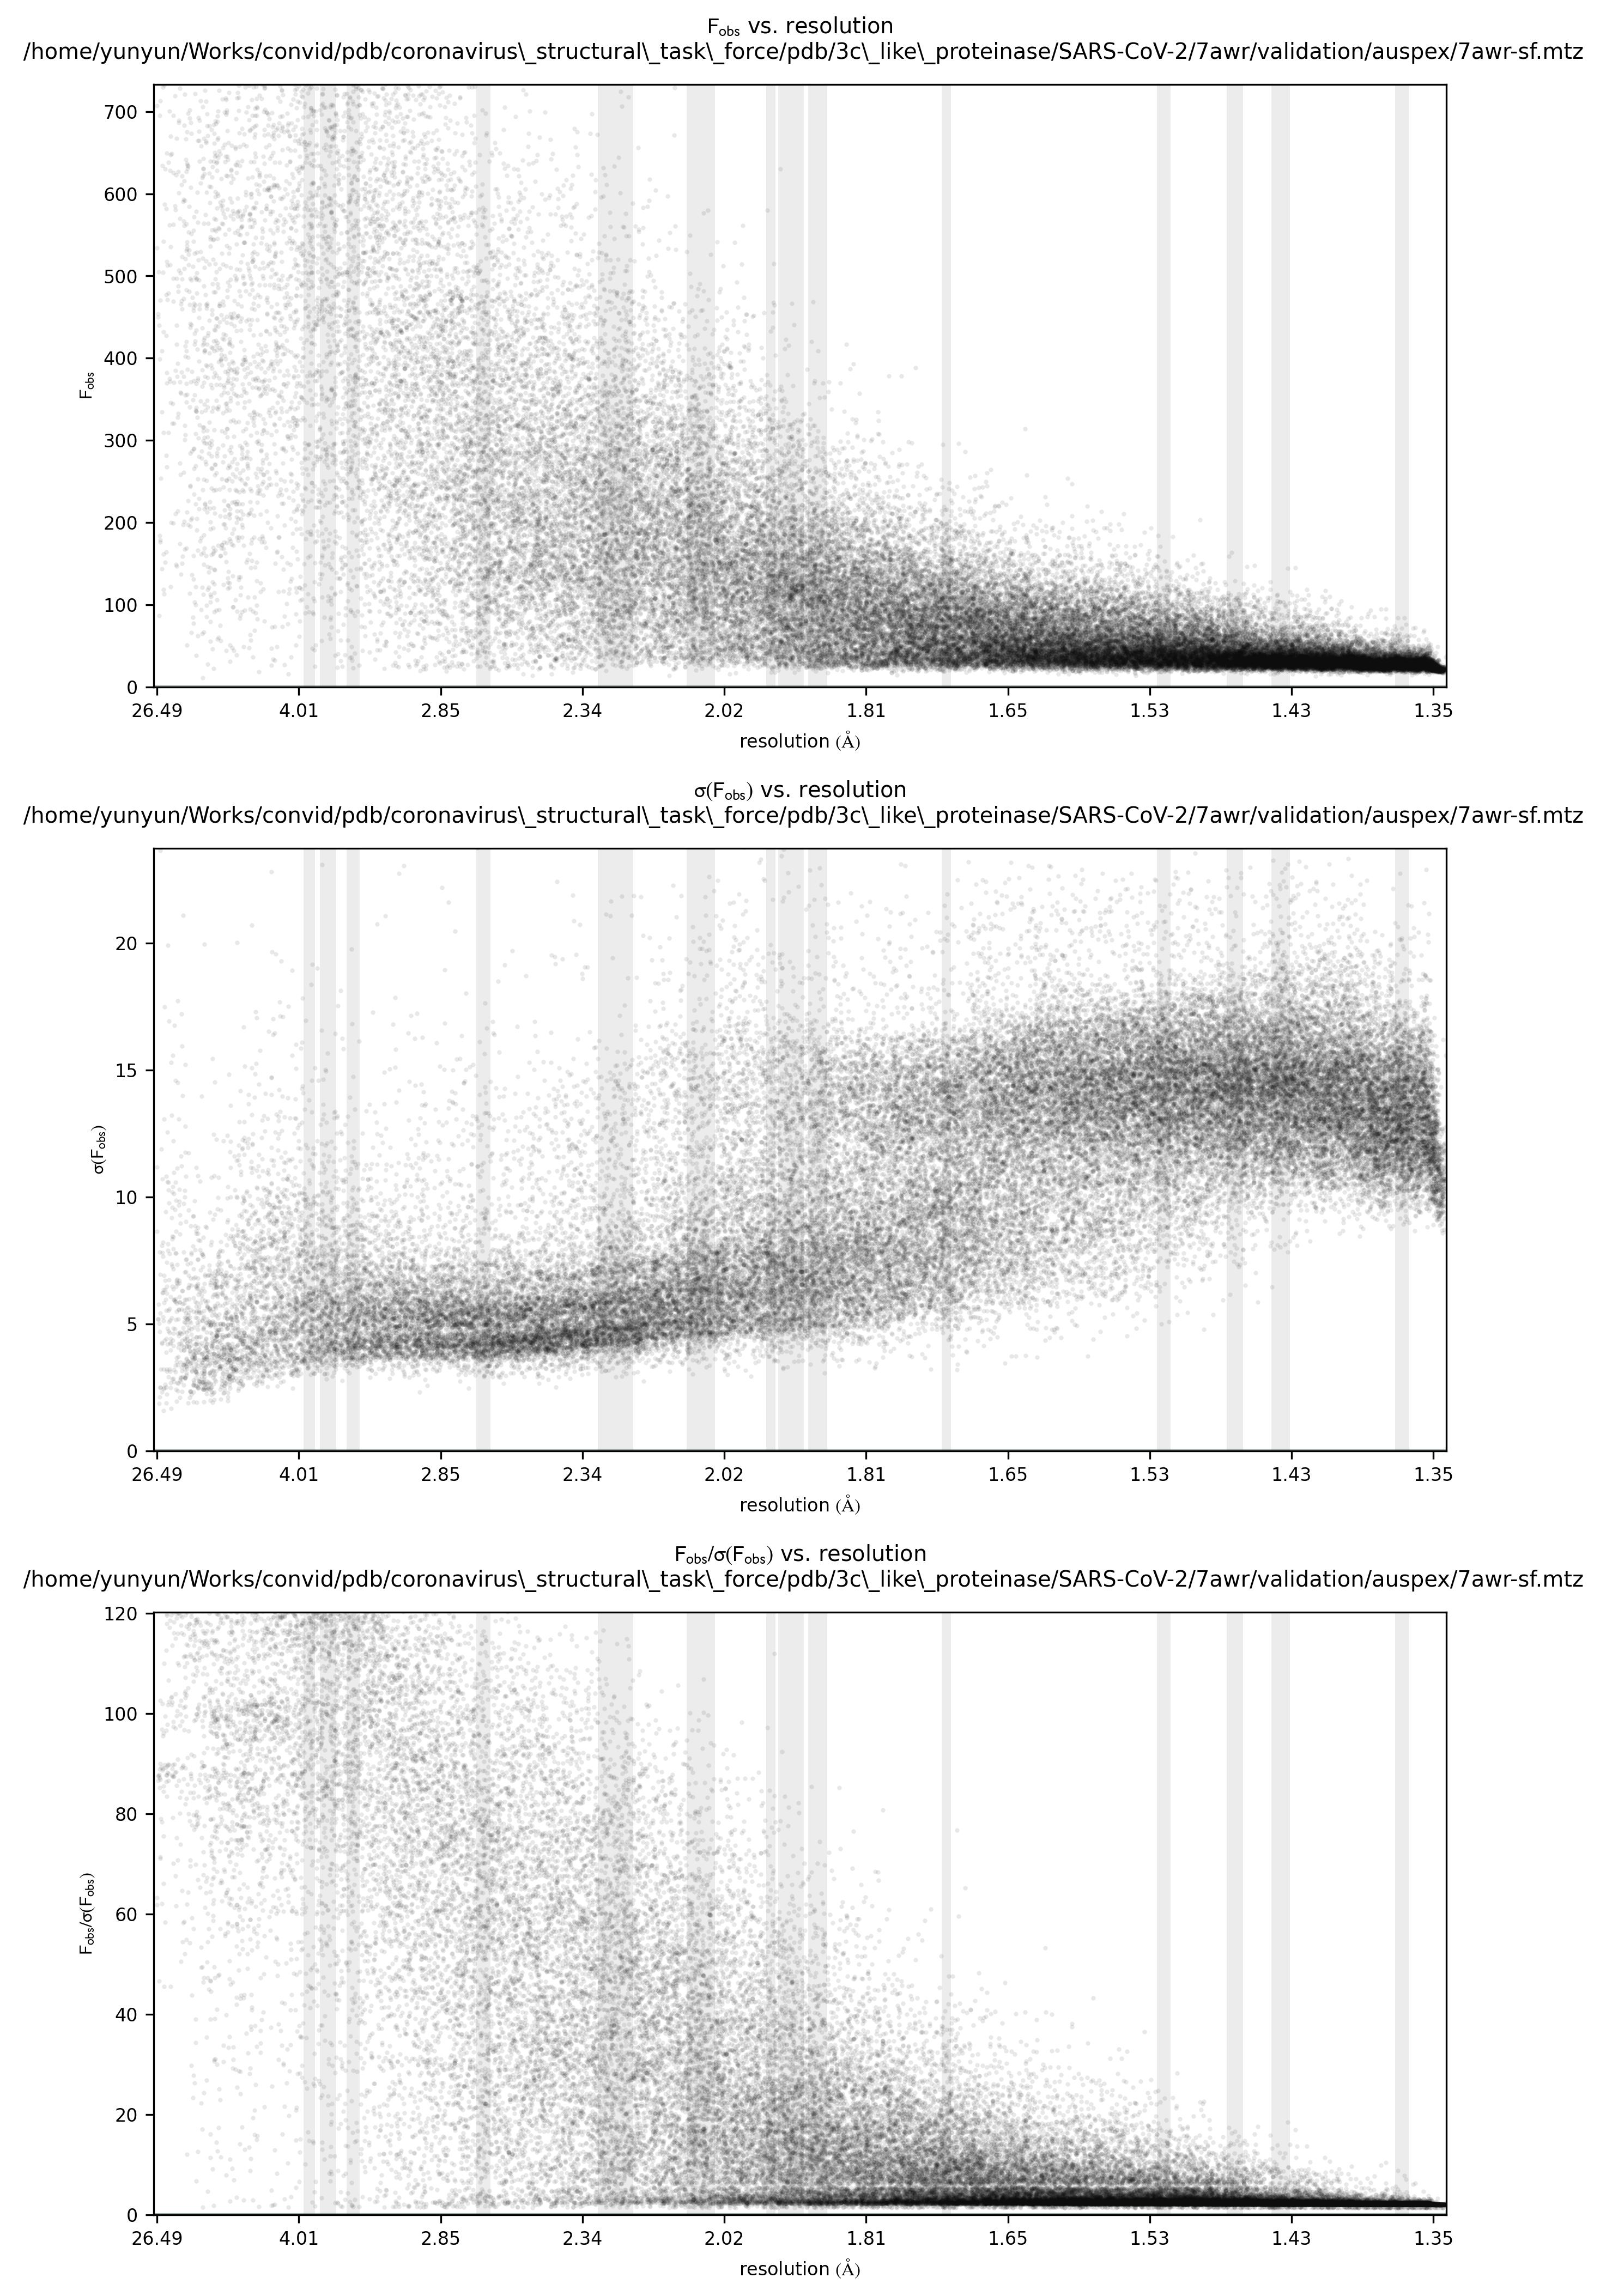 Fobs vs. resolution
/home/yunyun/Works/convid/pdb/coronavirus\_structural\_task\_force/pdb/3c\_like\_proteinase/SARS-CoV-2/7awr/validation/auspex/7awr-sf.mtz
700
600
500
400
300
200
100
0
Fobs
26.49 4.01 2.85 2.34 2.02 1.81 1.65 1.53 1.43 1.35
resolution (Å)
σ(Fobs) vs. resolution
/home/yunyun/Works/convid/pdb/coronavirus\_structural\_task\_force/pdb/3c\_like\_proteinase/SARS-CoV-2/7awr/validation/auspex/7awr-sf.mtz
20
15
10
5
0
σ(Fobs)
26.49 4.01 2.85 2.34 2.02 1.81 1.65 1.53 1.43 1.35
resolution (Å)
Fobs/σ(Fobs) vs. resolution
/home/yunyun/Works/convid/pdb/coronavirus\_structural\_task\_force/pdb/3c\_like\_proteinase/SARS-CoV-2/7awr/validation/auspex/7awr-sf.mtz
120
100
80
60
40
20
0
Fobs/σ(Fobs)
26.49 4.01 2.85 2.34 2.02 1.81 1.65 1.53 1.43 1.35
resolution (Å)